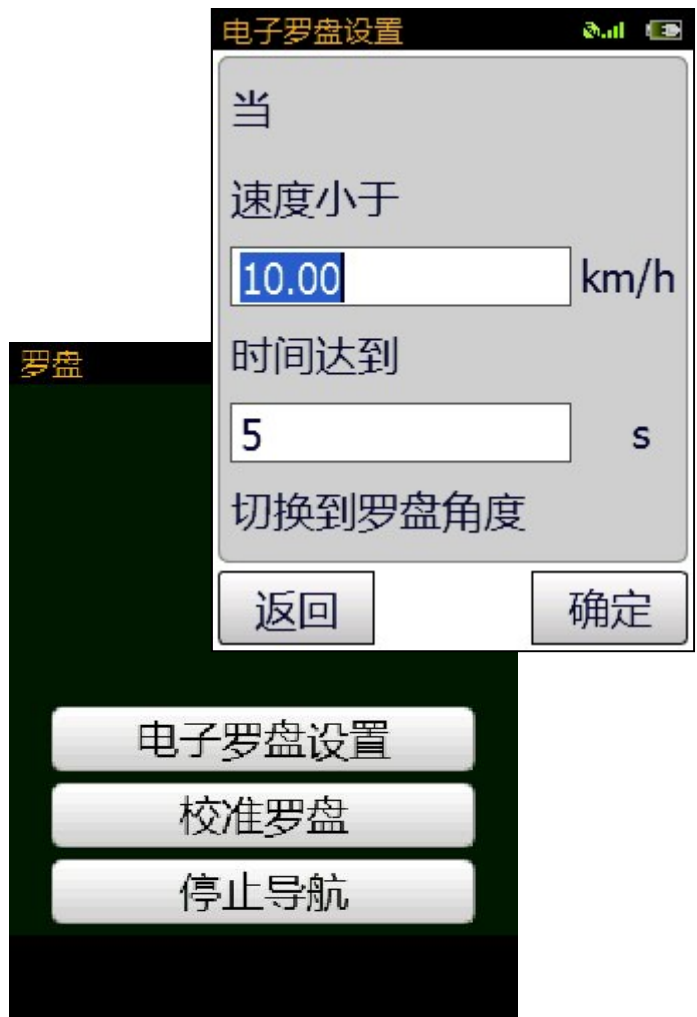 电子罗盘设置
当
速度小于
10.00 km/h
时间达到
5 s
切换到罗盘角度
返回 确定
罗盘
电子罗盘设置
校准罗盘
停止导航